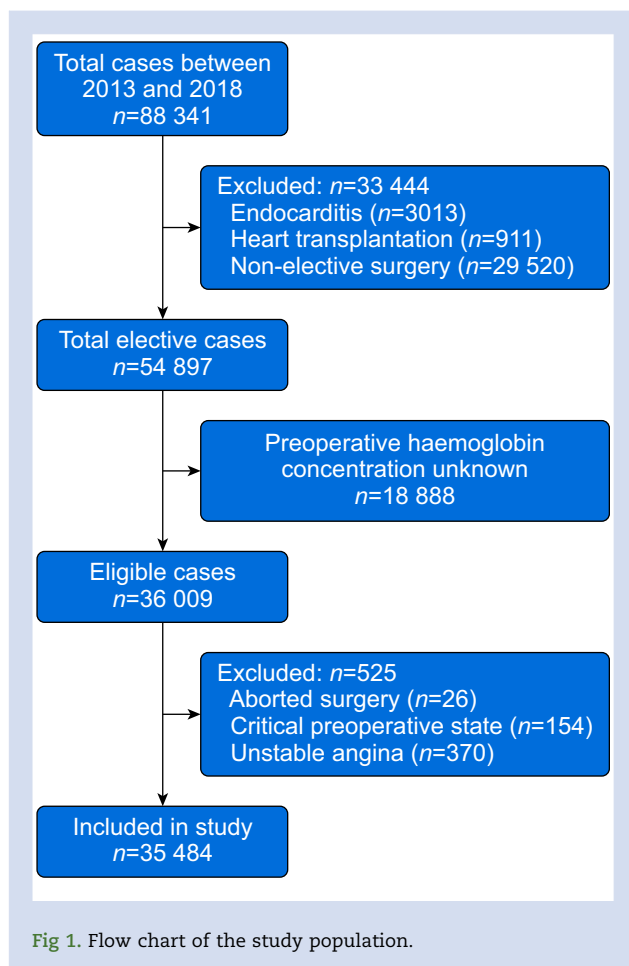 Total cases between
2013 and 2018
n=88 341
Excluded: n=33 444
Endocarditis (n=3013)
Heart transplantation (n=911)
Non-elective surgery (n=29 520)
Total elective cases
n=54 897
Preoperative haemoglobin
concentration unknown
n=18 888
Eligible cases
n=36 009
Excluded: n=525
Aborted surgery (n=26)
Critical preoperative state (n=154)
Unstable angina (n=370)
Included in study
n=35 484
Fig 1. Flow chart of the study population.